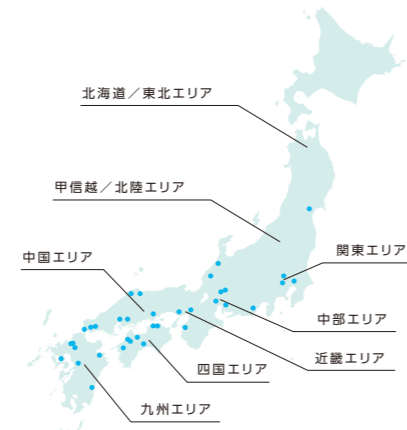 北海道／東北エリア
甲信越／北陸エリア
関東エリア
中国エリア
中部エリア
近畿エリア
四国エリア
九州エリア